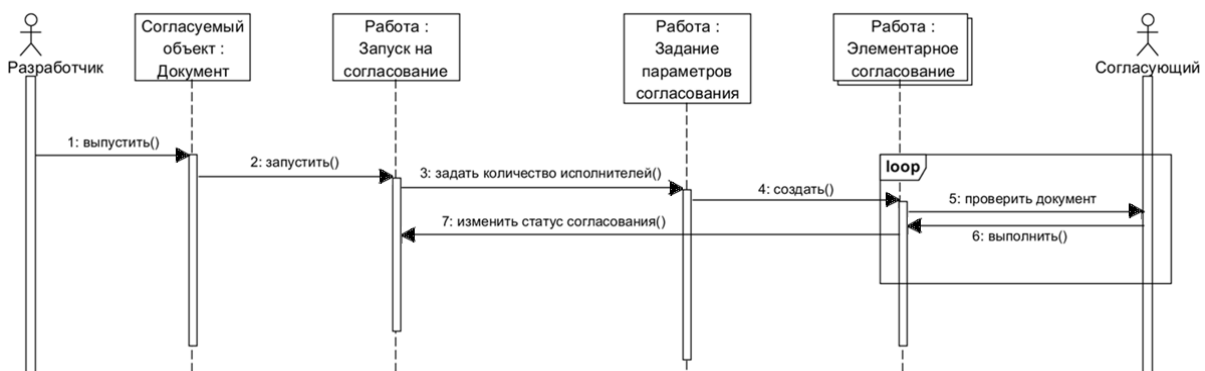 Разработчик
Согласуемый
объект :
Документ
Работа :
Запуск на
согласование
Работа :
Задание
параметров
согласования
Работа :
Элементарное
согласование
Согласующий
1: выпустить()
2: запустить()
3: задать количество исполнителей()
4: создать()
loop
5: проверить документ
7: изменить статус согласования()
6: выполнить()